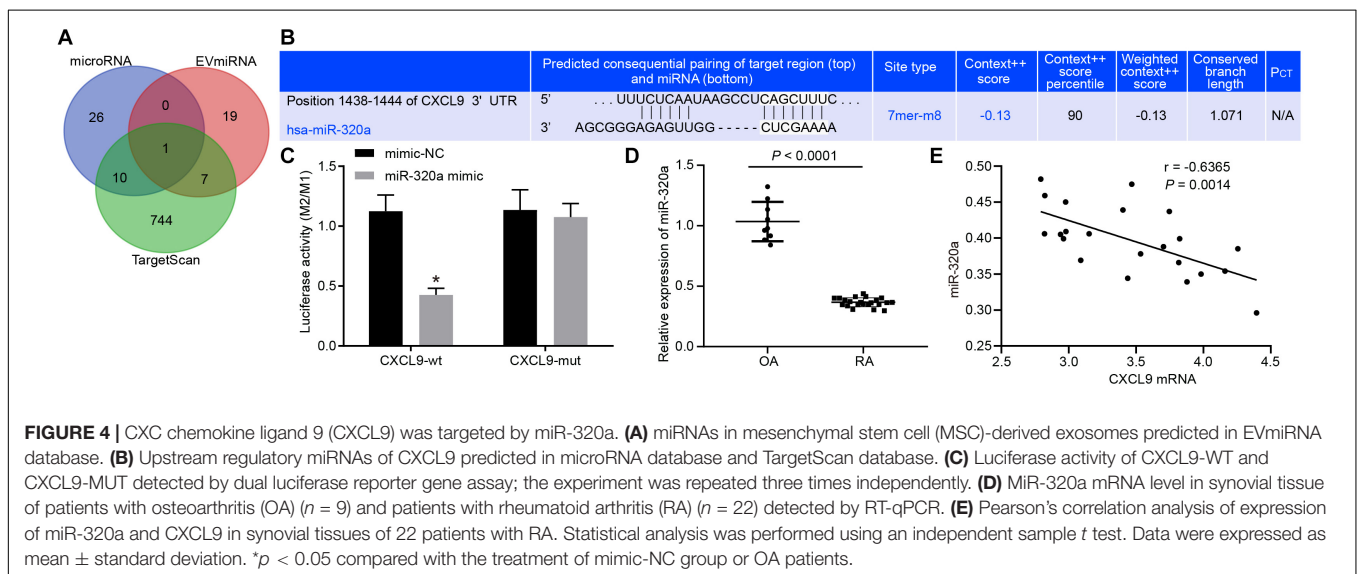 A
microRNA
EVmiRNA
26
0
19
1
10
7
744
TargetScan
B
Predicted consequential pairing of target region (top) and miRNA (bottom)
Site type
Context++ score
Context++ score percentile
Weighted context++ score
Conserved branch length
PCT
Position 1438-1444 of CXCL9 3' UTR
5' ...UUUCUCAAUAAGCCUCAGCUUUC...
hsa-miR-320a
3' AGCGGGAGAGUUGG-----CUCGAAAA
7mer-m8
-0.13
90
-0.13
1.071
N/A
C
mimic-NC
miR-320a mimic
Luciferase activity (M2/M1)
1.5
1.0
0.5
0.0
*
CXCL9-wt
CXCL9-mut
D
P < 0.0001
Relative expression of miR-320a
1.5
1.0
0.5
0.0
OA
RA
E
r = -0.6365
P = 0.0014
miR-320a
0.50
0.45
0.40
0.35
0.30
0.25
2.5
3.0
3.5
4.0
4.5
CXCL9 mRNA
FIGURE 4 | CXC chemokine ligand 9 (CXCL9) was targeted by miR-320a. (A) miRNAs in mesenchymal stem cell (MSC)-derived exosomes predicted in EVmiRNA
database. (B) Upstream regulatory miRNAs of CXCL9 predicted in microRNA database and TargetScan database. (C) Luciferase activity of CXCL9-WT and
CXCL9-MUT detected by dual luciferase reporter gene assay; the experiment was repeated three times independently. (D) MiR-320a mRNA level in synovial tissue
of patients with osteoarthritis (OA) (n = 9) and patients with rheumatoid arthritis (RA) (n = 22) detected by RT-qPCR. (E) Pearson's correlation analysis of expression
of miR-320a and CXCL9 in synovial tissues of 22 patients with RA. Statistical analysis was performed using an independent sample t test. Data were expressed as
mean ± standard deviation. *p < 0.05 compared with the treatment of mimic-NC group or OA patients.